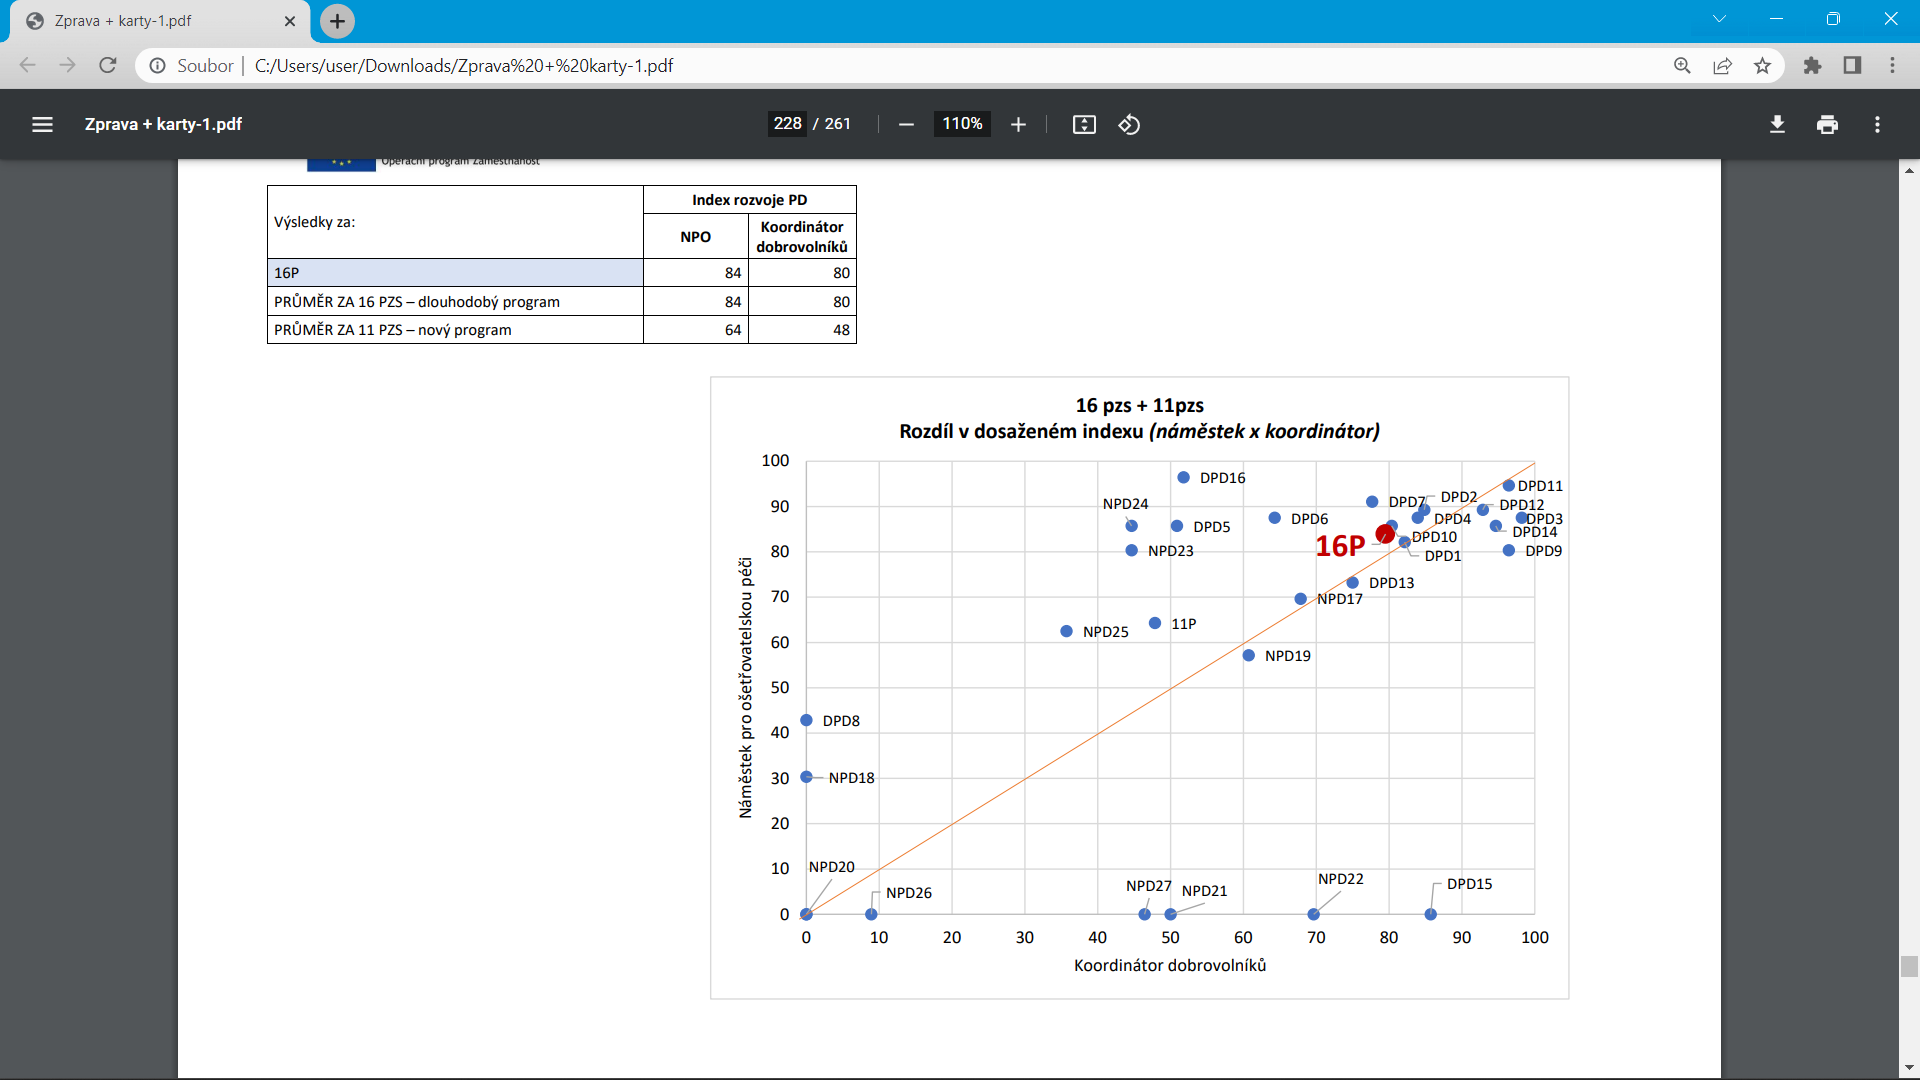 Zprava + karty-1.pdf
Soubor | C:/Users/user/Downloads/Zprava%20+%20karty-1.pdf
Zprava + karty-1.pdf
228 / 261
110%
Operační program Zaměstnanost
Výsledky za:
Index rozvoje PD
NPO
Koordinátor
dobrovolníků
16P 84 80
PRŮMĚR ZA 16 PZS – dlouhodobý program 84 80
PRŮMĚR ZA 11 PZS – nový program 64 48
16 pzs + 11pzs
Rozdíl v dosaženém indexu (náměstek x koordinátor)
Náměstek pro ošetřovatelskou péči
100
90
80
70
60
50
40
30
20
10
0
DPD16
DPD11
DPD7
DPD2
NPD24
DPD12
DPD6
DPD4
DPD3
DPD5
DPD14
DPD10
16P
NPD23
DPD9
DPD1
DPD13
NPD17
11P
NPD25
NPD19
DPD8
NPD18
NPD20
NPD22
DPD15
NPD27
NPD21
NPD26
0 10 20 30 40 50 60 70 80 90 100
Koordinátor dobrovolníků